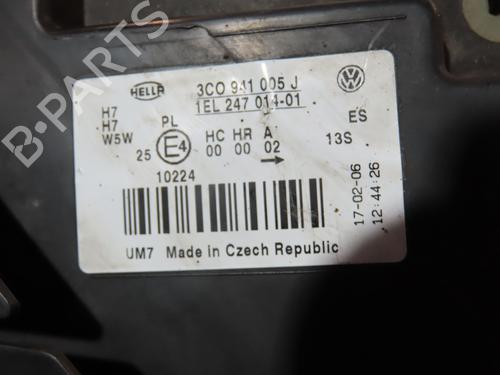 B-PARTS
HELLA 3C0 941 005 J
1EL 247 014-01
H7
H7
W5W
PL
25 E4
HC HR A
00 00 02
ES
13S
10224
17-02-06
12:44:26
UM7 Made in Czech Republic